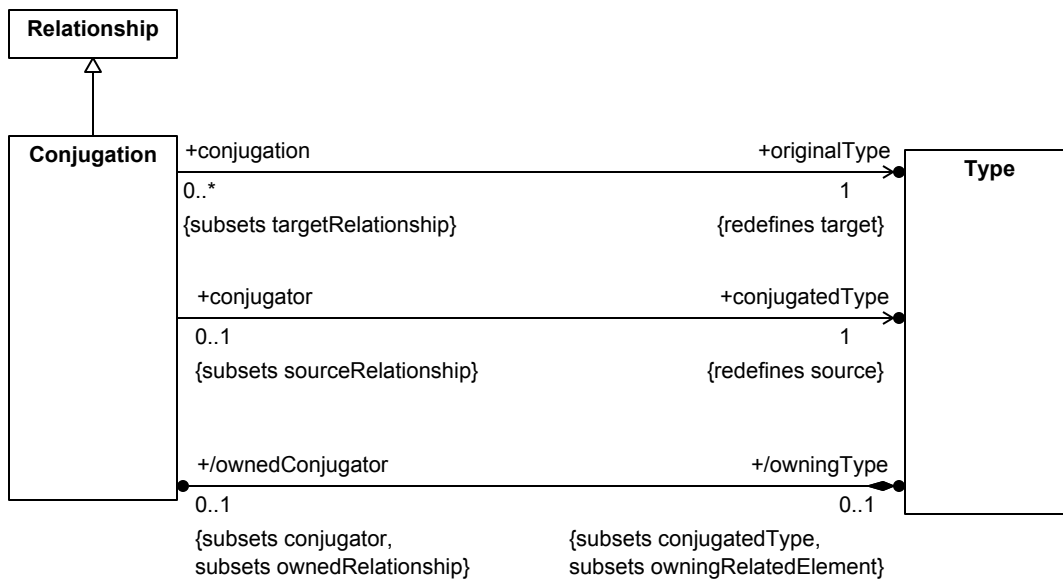 Relationship
Conjugation
Type
+conjugation
+originalType
0..*
1
{subsets targetRelationship}
{redefines target}
+conjugator
+conjugatedType
0..1
1
{subsets sourceRelationship}
{redefines source}
+/ownedConjugator
+/owningType
0..1
0..1
{subsets conjugator,
subsets ownedRelationship}
{subsets conjugatedType,
subsets owningRelatedElement}